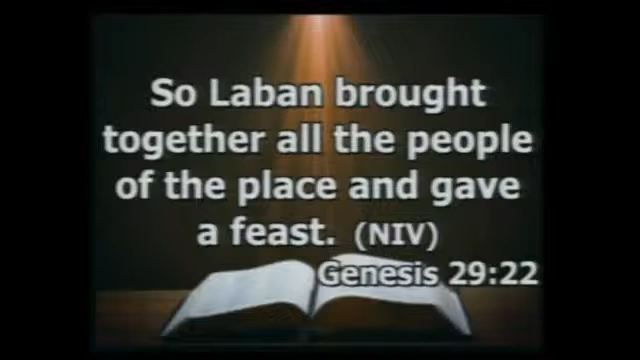 So Laban brought
together all the people
of the place and gave
a feast. (NIV)
Genesis 29:22